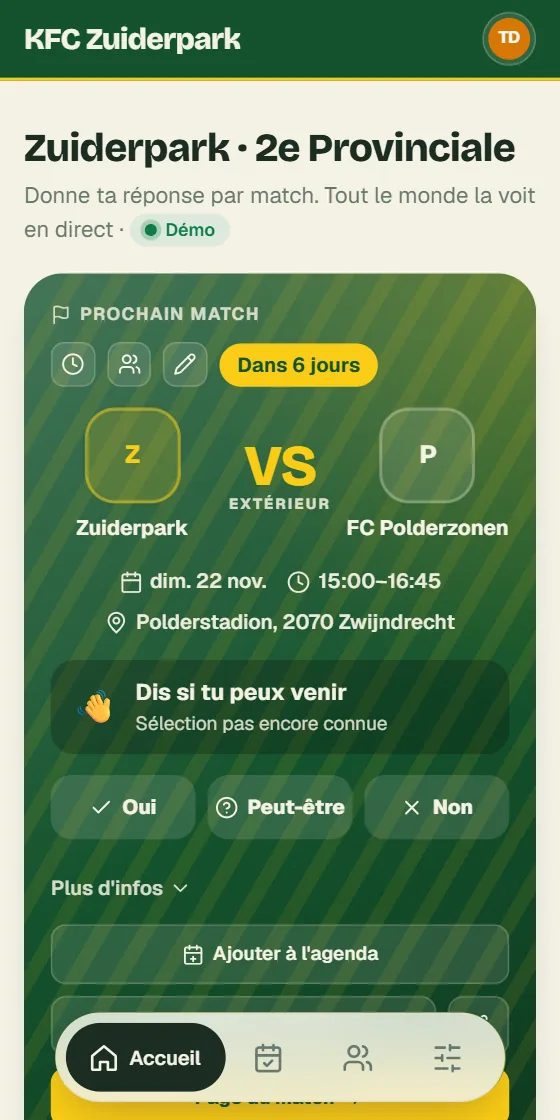 KFC Zuiderpark
TD
Zuiderpark · 2e Provinciale
Donne ta réponse par match. Tout le monde la voit
en direct · Démo
PROCHAIN MATCH
Dans 6 jours
Z
VS
P
EXTÉRIEUR
Zuiderpark
FC Polderzonen
dim. 22 nov. 15:00–16:45
Polderstadion, 2070 Zwijndrecht
Dis si tu peux venir
Sélection pas encore connue
Oui
Peut-être
Non
Plus d'infos
Ajouter à l'agenda
Accueil